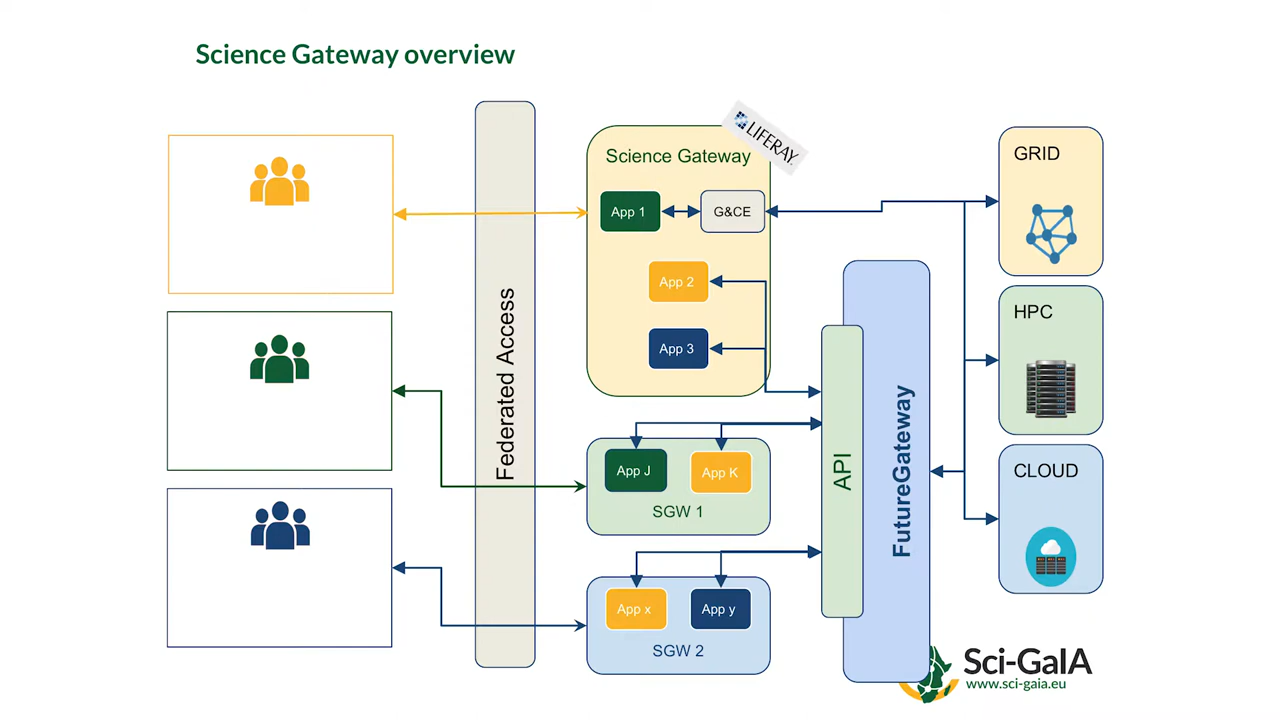 Science Gateway overview
LIFERAY.
Science Gateway
App 1
G&CE
App 2
App 3
Federated Access
App J
App K
SGW 1
App x
App y
SGW 2
API
FutureGateway
GRID
HPC
CLOUD
Sci-GaIA
www.sci-gaia.eu